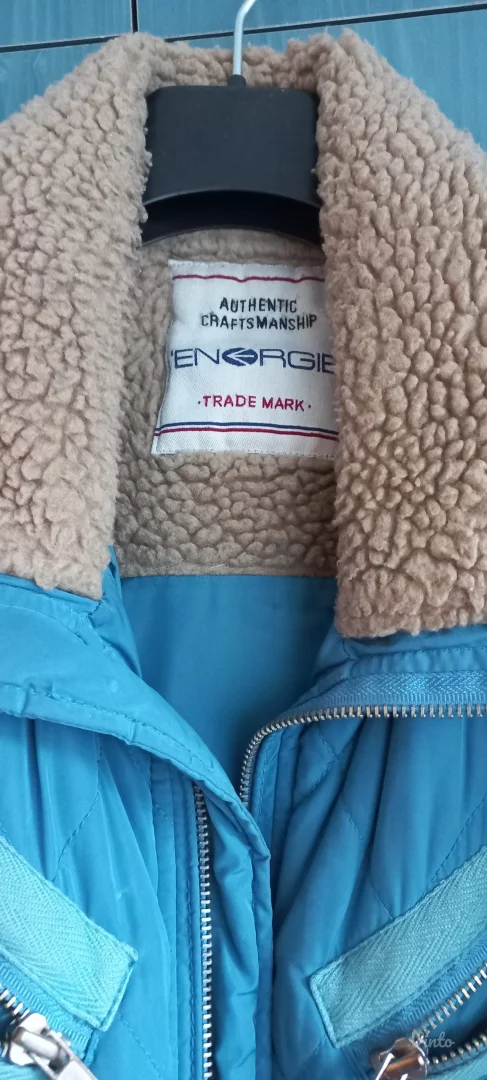 AUTHENTIC
CRAFTSMANSHIP
'ENERGIE
·TRADE MARK·